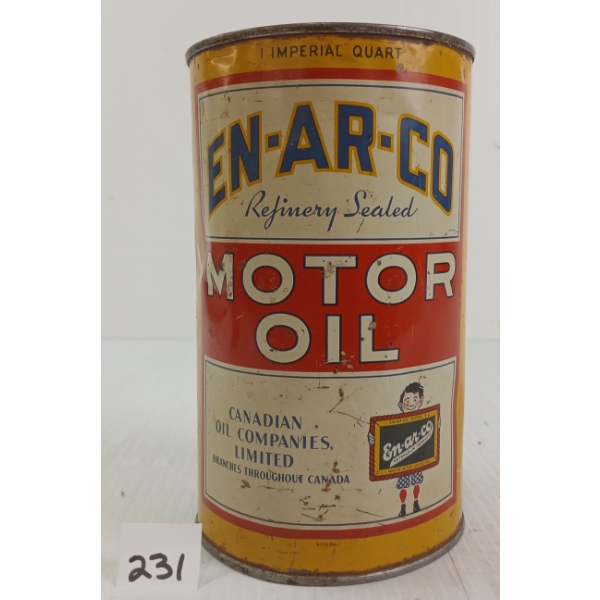 1 IMPERIAL QUART
EN-AR-CO
Refinery Sealed
MOTOR
OIL
CANADIAN
OIL COMPANIES,
LIMITED
BRANCHES THROUGHOUT CANADA
En-ar-co
231